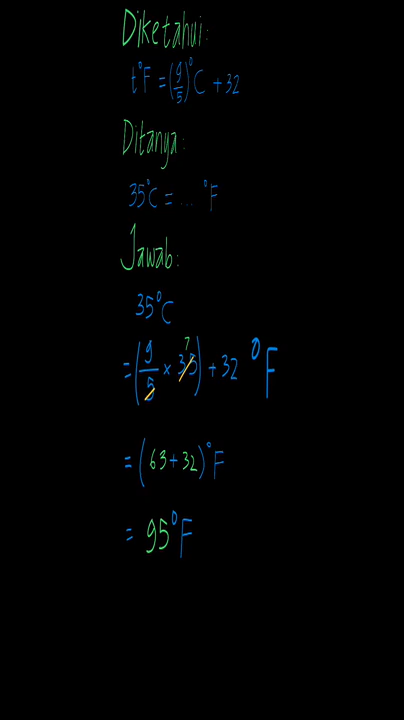 Diketahui:
t°F = (9/5)°C + 32
Ditanya:
35°C = ... °F
Jawab:
35°C
= (9/5 × 35) + 32 °F
7
= (63 + 32)°F
= 95°F